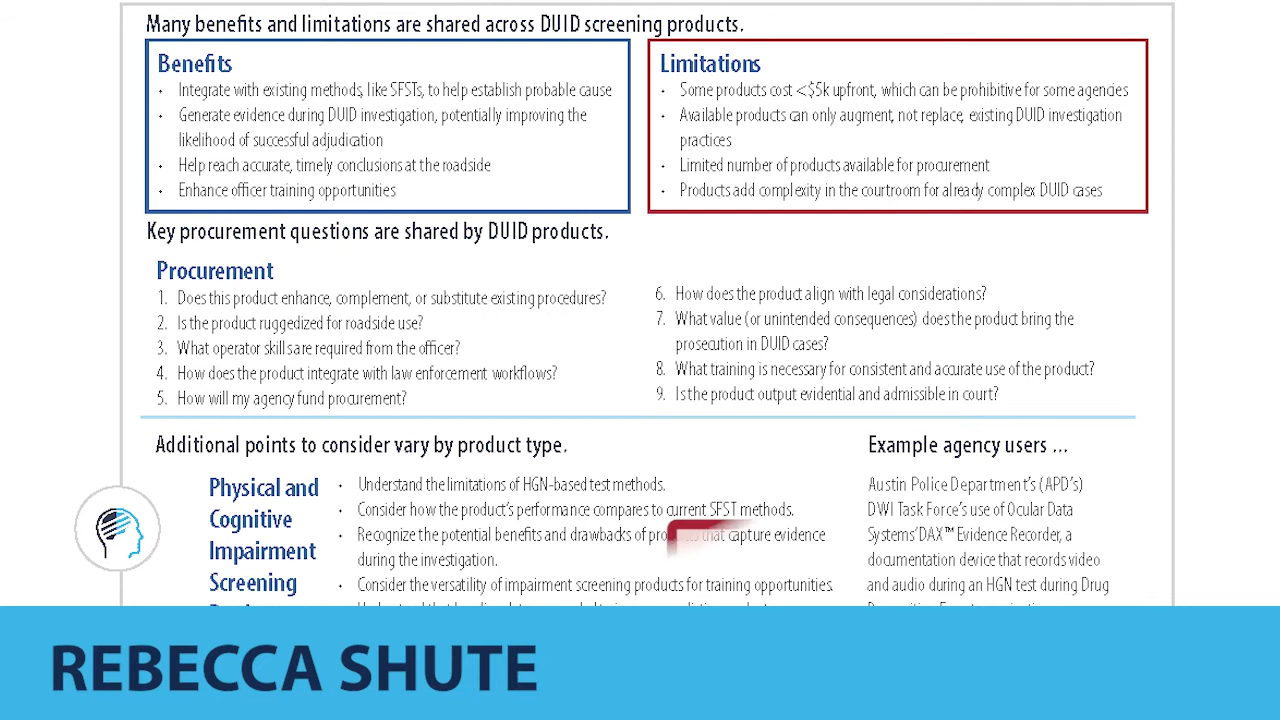 Many benefits and limitations are shared across DUID screening products.
Benefits
• Integrate with existing methods, like SFSTs, to help establish probable cause
• Generate evidence during DUID investigation, potentially improving the
likelihood of successful adjudication
• Help reach accurate, timely conclusions at the roadside
• Enhance officer training opportunities
Limitations
• Some products cost <$5k upfront, which can be prohibitive for some agencies
• Available products can only augment, not replace, existing DUID investigation
practices
• Limited number of products available for procurement
• Products add complexity in the courtroom for already complex DUID cases
Key procurement questions are shared by DUID products.
Procurement
1. Does this product enhance, complement, or substitute existing procedures?
2. Is the product ruggedized for roadside use?
3. What operator skills are required from the officer?
4. How does the product integrate with law enforcement workflows?
5. How will my agency fund procurement?
6. How does the product align with legal considerations?
7. What value (or unintended consequences) does the product bring the
prosecution in DUID cases?
8. What training is necessary for consistent and accurate use of the product?
9. Is the product output evidential and admissible in court?
Additional points to consider vary by product type.
Physical and
Cognitive
Impairment
Screening
• Understand the limitations of HGN-based test methods.
• Consider how the product's performance compares to current SFST methods.
• Recognize the potential benefits and drawbacks of that capture evidence
during the investigation.
• Consider the versatility of impairment screening products for training opportunities.
Example agency users ...
Austin Police Department's (APD's)
DWI Task Force's use of Ocular Data
Systems' DAX™ Evidence Recorder, a
documentation device that records video
and audio during an HGN test during Drug
REBECCA SHUTE